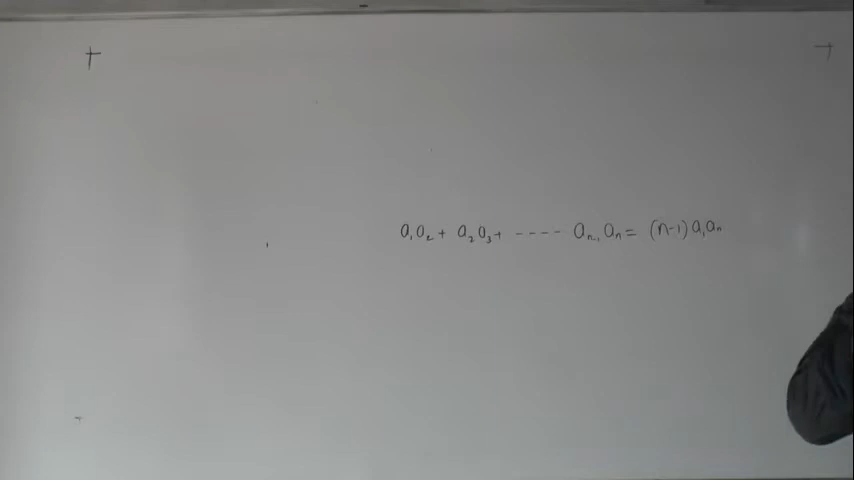 a₁a₂ + a₂a₃ + ---- aₙ₋₁aₙ = (n-1)a₁aₙ